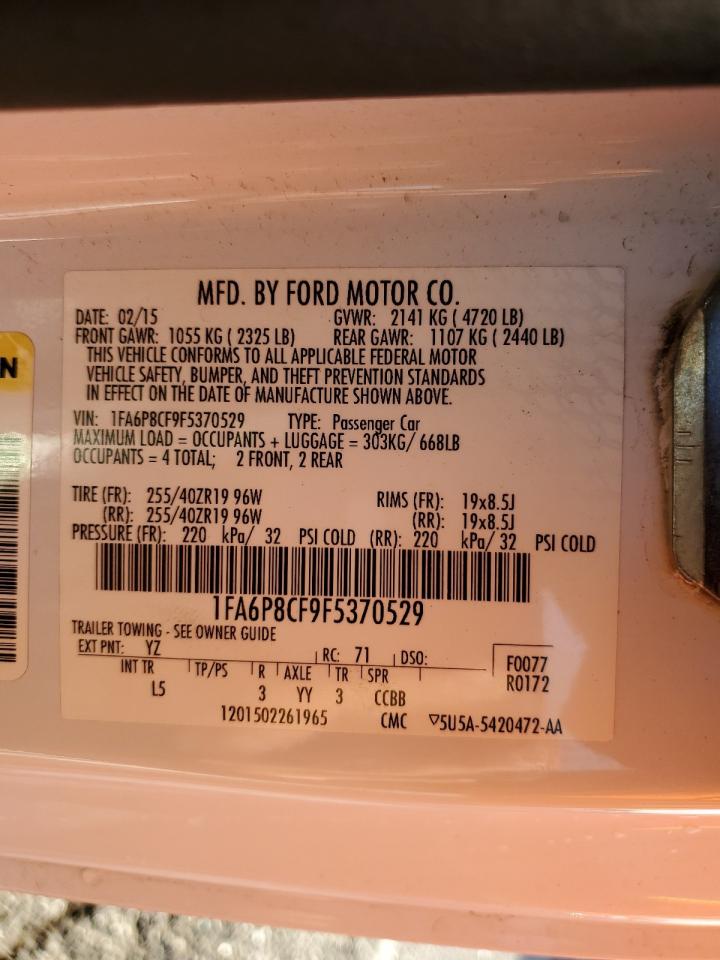 MFD. BY FORD MOTOR CO.
DATE: 02/15 GVWR: 2141 KG ( 4720 LB)
FRONT GAWR: 1055 KG ( 2325 LB) REAR GAWR: 1107 KG ( 2440 LB)
THIS VEHICLE CONFORMS TO ALL APPLICABLE FEDERAL MOTOR
VEHICLE SAFETY, BUMPER, AND THEFT PREVENTION STANDARDS
IN EFFECT ON THE DATE OF MANUFACTURE SHOWN ABOVE.
VIN: 1FA6P8CF9F5370529 TYPE: Passenger Car
MAXIMUM LOAD = OCCUPANTS + LUGGAGE = 303KG/ 668LB
OCCUPANTS = 4 TOTAL; 2 FRONT, 2 REAR
TIRE (FR): 255/40ZR19 96W RIMS (FR): 19x8.5J
(RR): 255/40ZR19 96W (RR): 19x8.5J
PRESSURE (FR): 220 kPa/ 32 PSI COLD (RR): 220 kPa/ 32 PSI COLD
1FA6P8CF9F5370529
TRAILER TOWING - SEE OWNER GUIDE
EXT PNT: YZ RC: 71 DSO: F0077
INT TR TP/PS R AXLE TR SPR R0172
L5 3 YY 3 CCBB
1201502261965 CMC ▽5U5A-5420472-AA
N